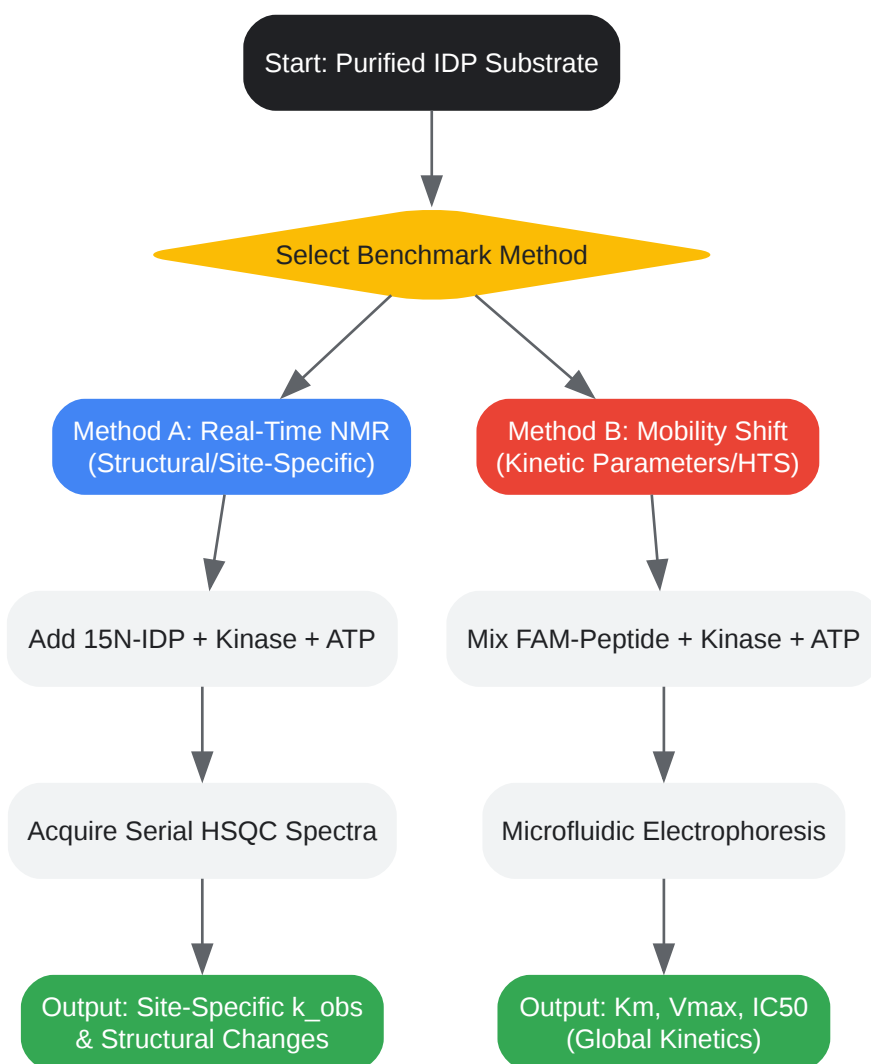 Start: Purified IDP Substrate
Select Benchmark Method
Method A: Real-Time NMR
(Structural/Site-Specific)
Method B: Mobility Shift
(Kinetic Parameters/HTS)
Add 15N-IDP + Kinase + ATP
Mix FAM-Peptide + Kinase + ATP
Acquire Serial HSQC Spectra
Microfluidic Electrophoresis
Output: Site-Specific k_obs
& Structural Changes
Output: Km, Vmax, IC50
(Global Kinetics)